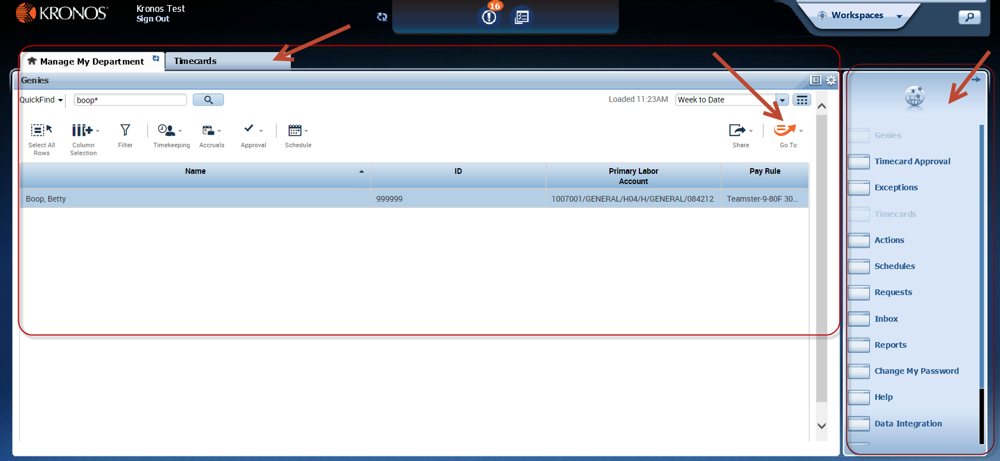 KRONOS
Kronos Test
Sign Out
16
Workspaces
Manage My Department
Timecards
Genies
QuickFind
boop*
Loaded 11:23AM
Week to Date
Select All
Rows
Column
Selection
Filter
Timekeeping
Accruals
Approval
Schedule
Share
Go To
Name
ID
Primary Labor
Account
Pay Rule
Boop, Betty
999999
1007001/GENERAL/H04/H/GENERAL/084212
Teamster-9-80F 30...
Genies
Timecard Approval
Exceptions
Timecards
Actions
Schedules
Requests
Inbox
Reports
Change My Password
Help
Data Integration